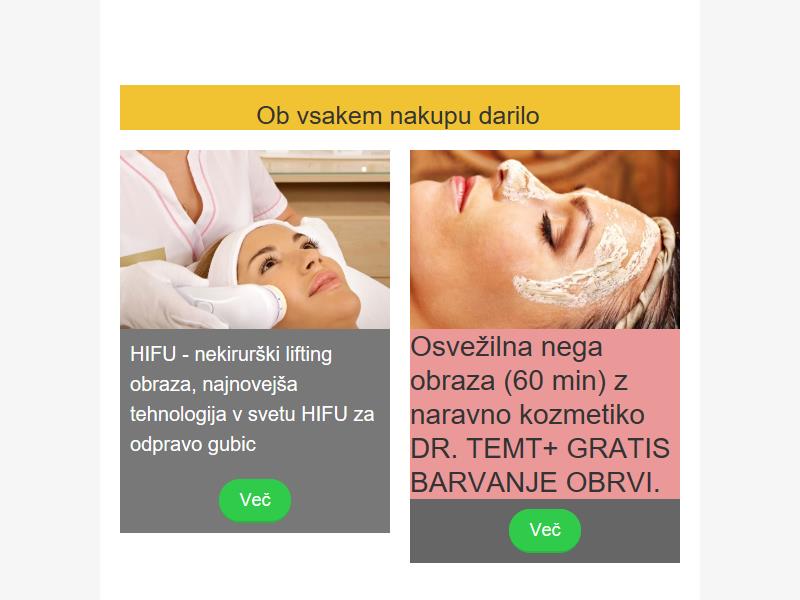 Ob vsakem nakupu darilo
HIFU - nekirurški lifting
obraza, najnovejša
tehnologija v svetu HIFU za
odpravo gubic
Več
Osvežilna nega
obraza (60 min) z
naravno kozmetiko
DR. TEMT+ GRATIS
BARVANJE OBRVI.
Več